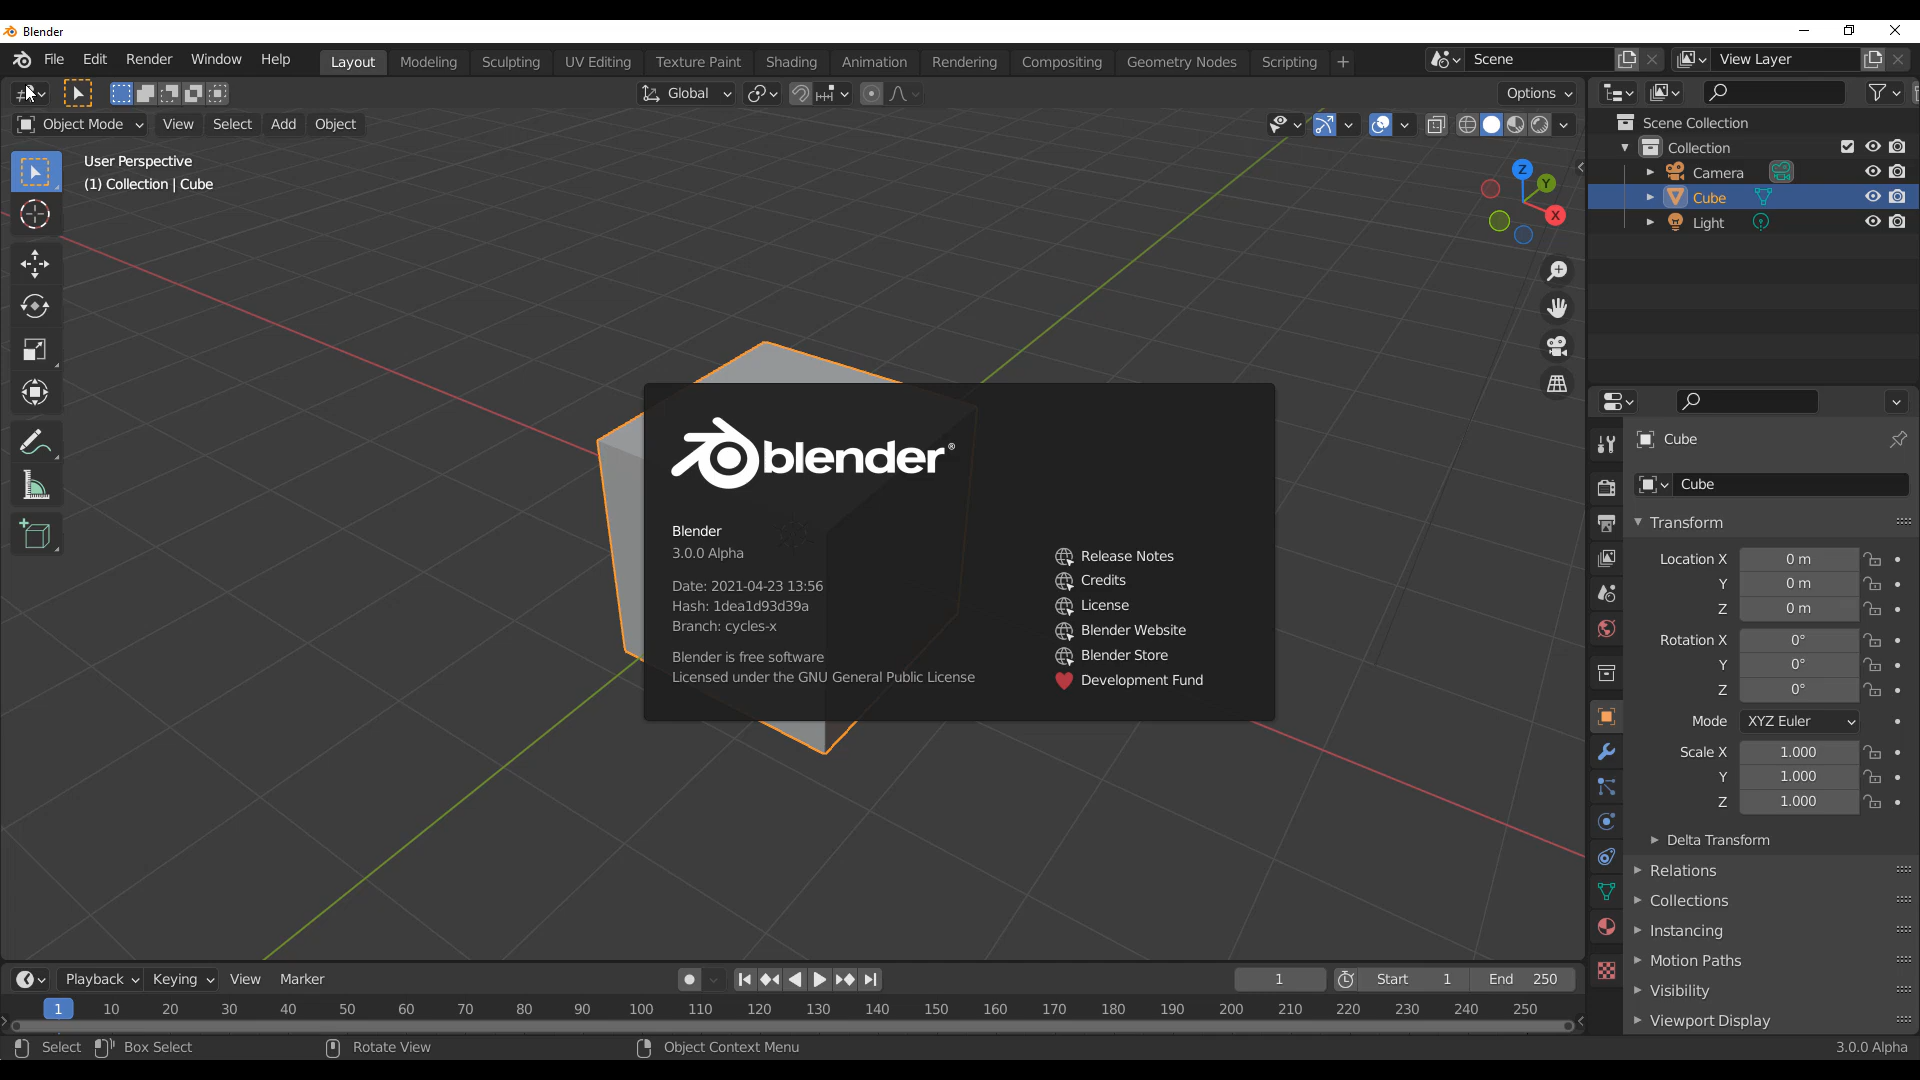 Blender
File Edit Render Window Help Layout Modeling Sculpting UV Editing Texture Paint Shading Animation Rendering Compositing Geometry Nodes Scripting + Scene View Layer
Global Options
Object Mode View Select Add Object
User Perspective
(1) Collection | Cube
Z
Y
X
Scene Collection
Collection
Camera
Cube
Light
blender®
Blender
3.0.0 Alpha
Date: 2021-04-23 13:56
Hash: 1dea1d93d39a
Branch: cycles-x
Blender is free software
Licensed under the GNU General Public License
Release Notes
Credits
License
Blender Website
Blender Store
Development Fund
Cube
Cube
Transform
Location X 0 m
Y 0 m
Z 0 m
Rotation X 0°
Y 0°
Z 0°
Mode XYZ Euler
Scale X 1.000
Y 1.000
Z 1.000
Delta Transform
Relations
Collections
Instancing
Motion Paths
Visibility
Viewport Display
Playback Keying View Marker 1 Start 1 End 250
1 10 20 30 40 50 60 70 80 90 100 110 120 130 140 150 160 170 180 190 200 210 220 230 240 250
Select Box Select Rotate View Object Context Menu 3.0.0 Alpha